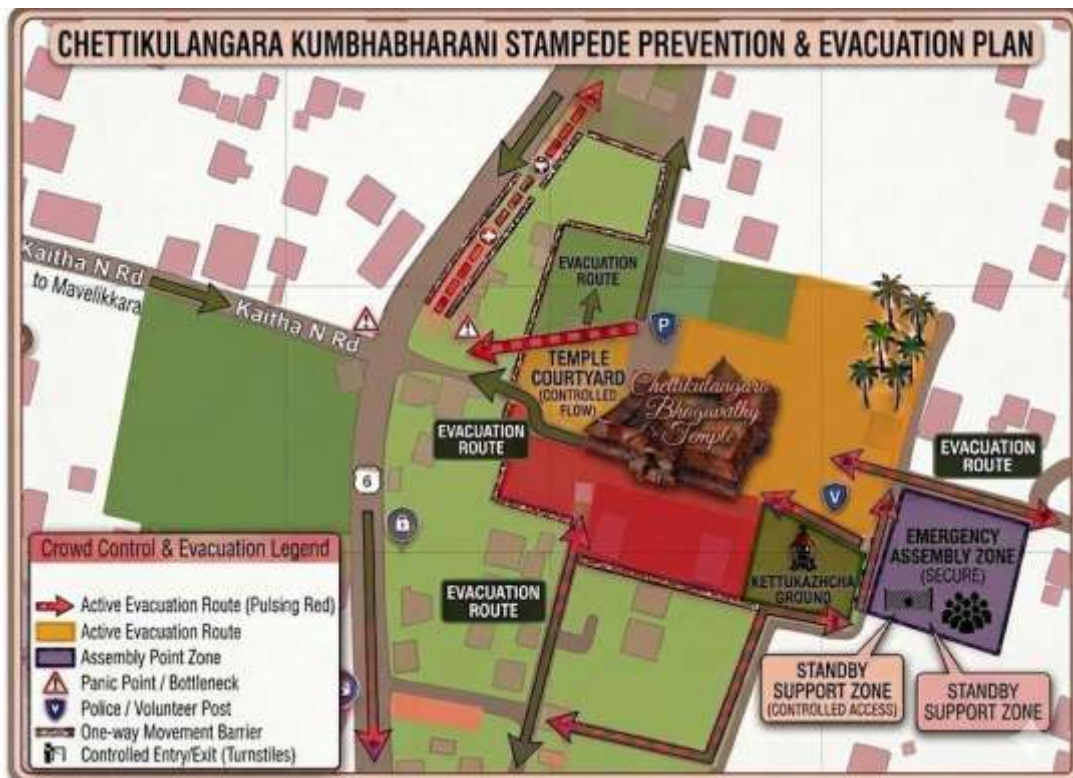 CHETTIKULANGARA KUMBHABHARANI STAMPEDE PREVENTION & EVACUATION PLAN
Kaitha N Rd
to Mavelikkara
Kaitha N Rd
EVACUATION
ROUTE
P
TEMPLE
COURTYARD
(CONTROLLED
FLOW)
Chettikulangara
Bhagavathy
Temple
EVACUATION
ROUTE
EVACUATION
ROUTE
6
V
EMERGENCY
ASSEMBLY ZONE
(SECURE)
KETTUKAZHCHA
GROUND
EVACUATION
ROUTE
STANDBY
SUPPORT ZONE
(CONTROLLED ACCESS)
STANDBY
SUPPORT ZONE
Crowd Control & Evacuation Legend
Active Evacuation Route (Pulsing Red)
Active Evacuation Route
Assembly Point Zone
Panic Point / Bottleneck
V Police / Volunteer Post
One-way Movement Barrier
Controlled Entry/Exit (Turnstiles)